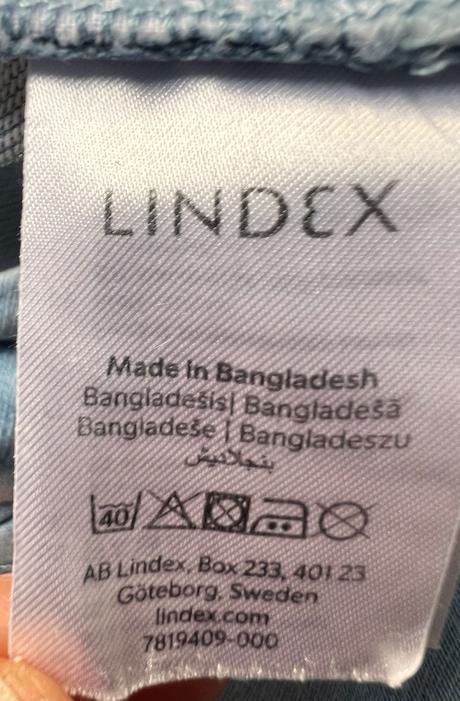 LINDEX
Made in Bangladesh
Bangladešis| Bangladešā
Bangladeše | Bangladeszu
بنجلاديش
40
AB Lindex, Box 233, 401 23
Göteborg, Sweden
lindex.com
7819409-000